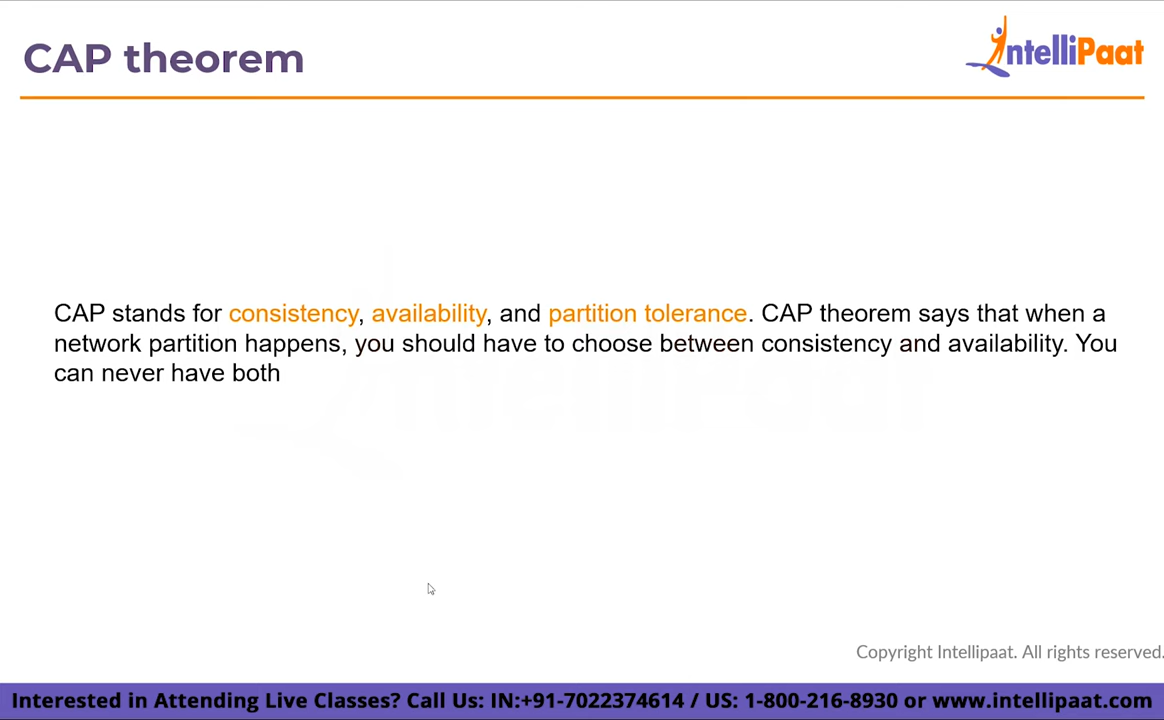 CAP theorem
IntelliPaat
CAP stands for consistency, availability, and partition tolerance. CAP theorem says that when a
network partition happens, you should have to choose between consistency and availability. You
can never have both
Copyright Intellipaat. All rights reserved.
Interested in Attending Live Classes? Call Us: IN:+91-7022374614 / US: 1-800-216-8930 or www.intellipaat.com